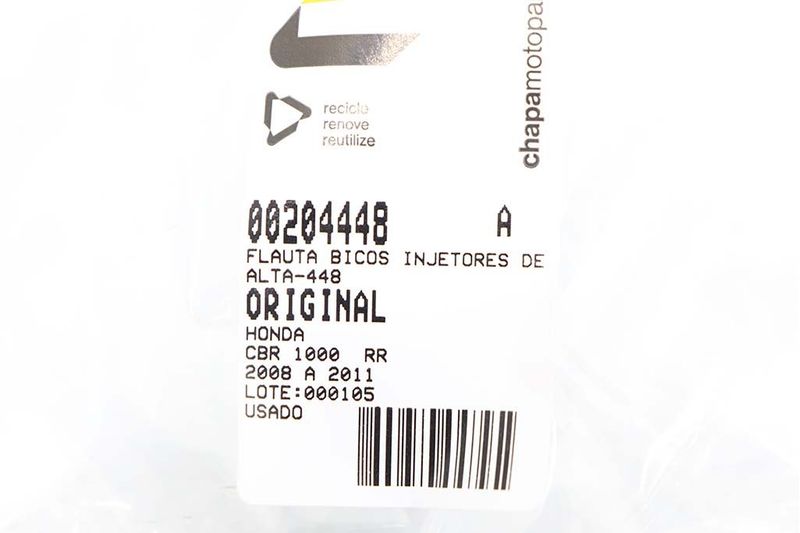 recicle
renove
reutilize
chapamotopa
00204448 A
FLAUTA BICOS INJETORES DE
ALTA-448
ORIGINAL
HONDA
CBR 1000 RR
2008 A 2011
LOTE:000105
USADO